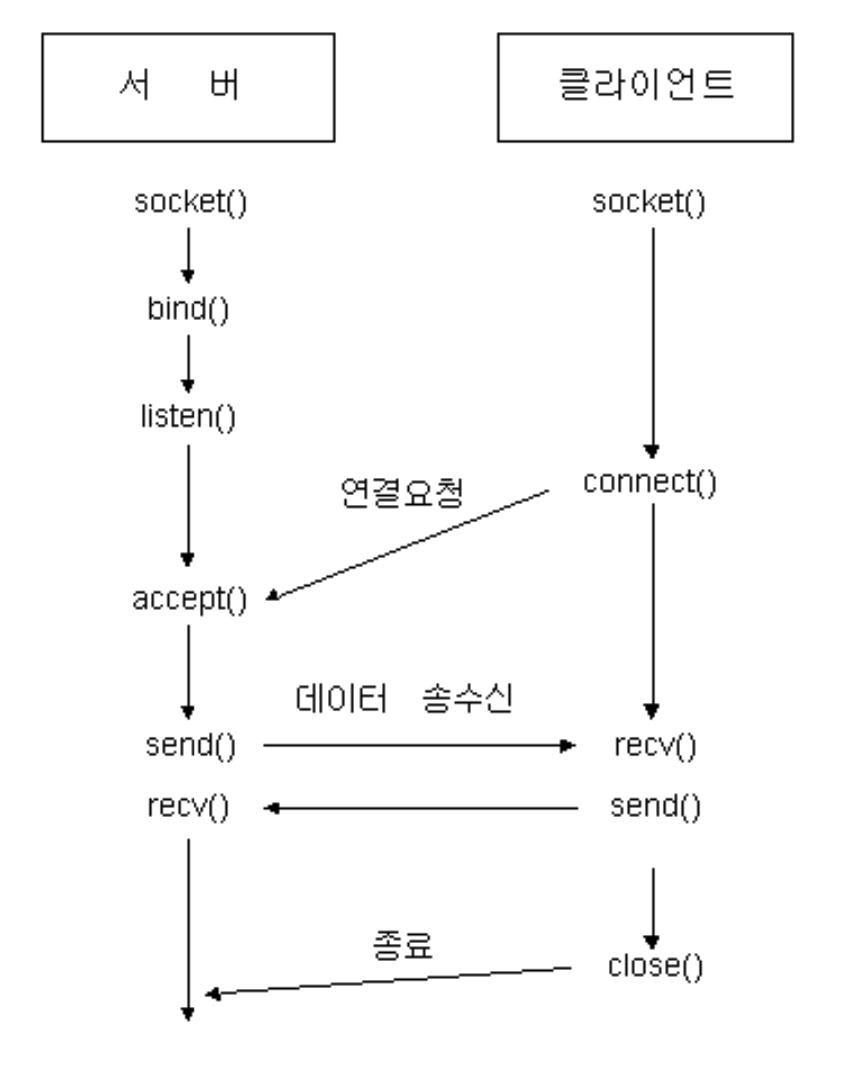 서 버
클라이언트
socket()
socket()
bind()
listen()
연결요청
connect()
accept()
데이터 송수신
send()
recv()
recv()
send()
종료
close()